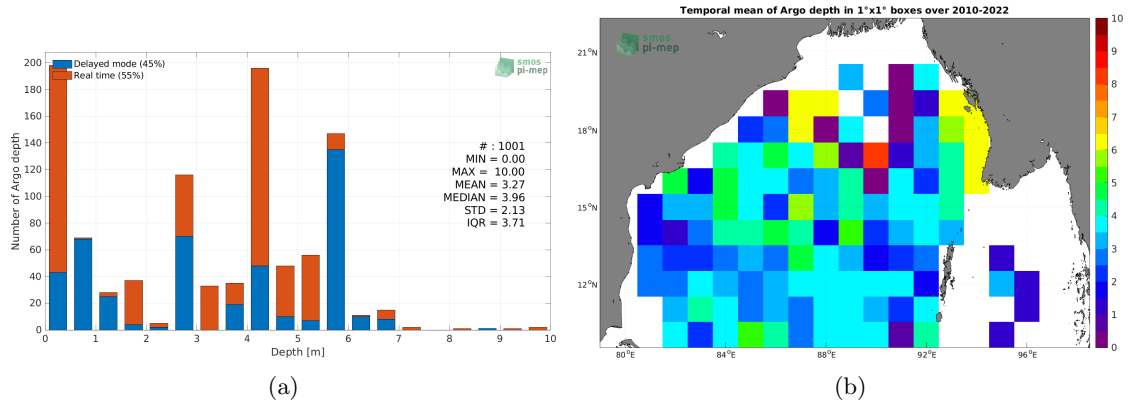 Temporal mean of Argo depth in 1°x1° boxes over 2010-2022
Delayed mode (45%)
Real time (55%)
smos
pi-mep
# : 1001
MIN = 0.00
MAX = 10.00
MEAN = 3.27
MEDIAN = 3.96
STD = 2.13
IQR = 3.71
Number of Argo depth
200
180
160
140
120
100
80
60
40
20
0
0 1 2 3 4 5 6 7 8 9 10
Depth [m]
(a)
smos
pi-mep
21°N
18°N
15°N
12°N
80°E 84°E 88°E 92°E 96°E
10
9
8
7
6
5
4
3
2
1
0
(b)